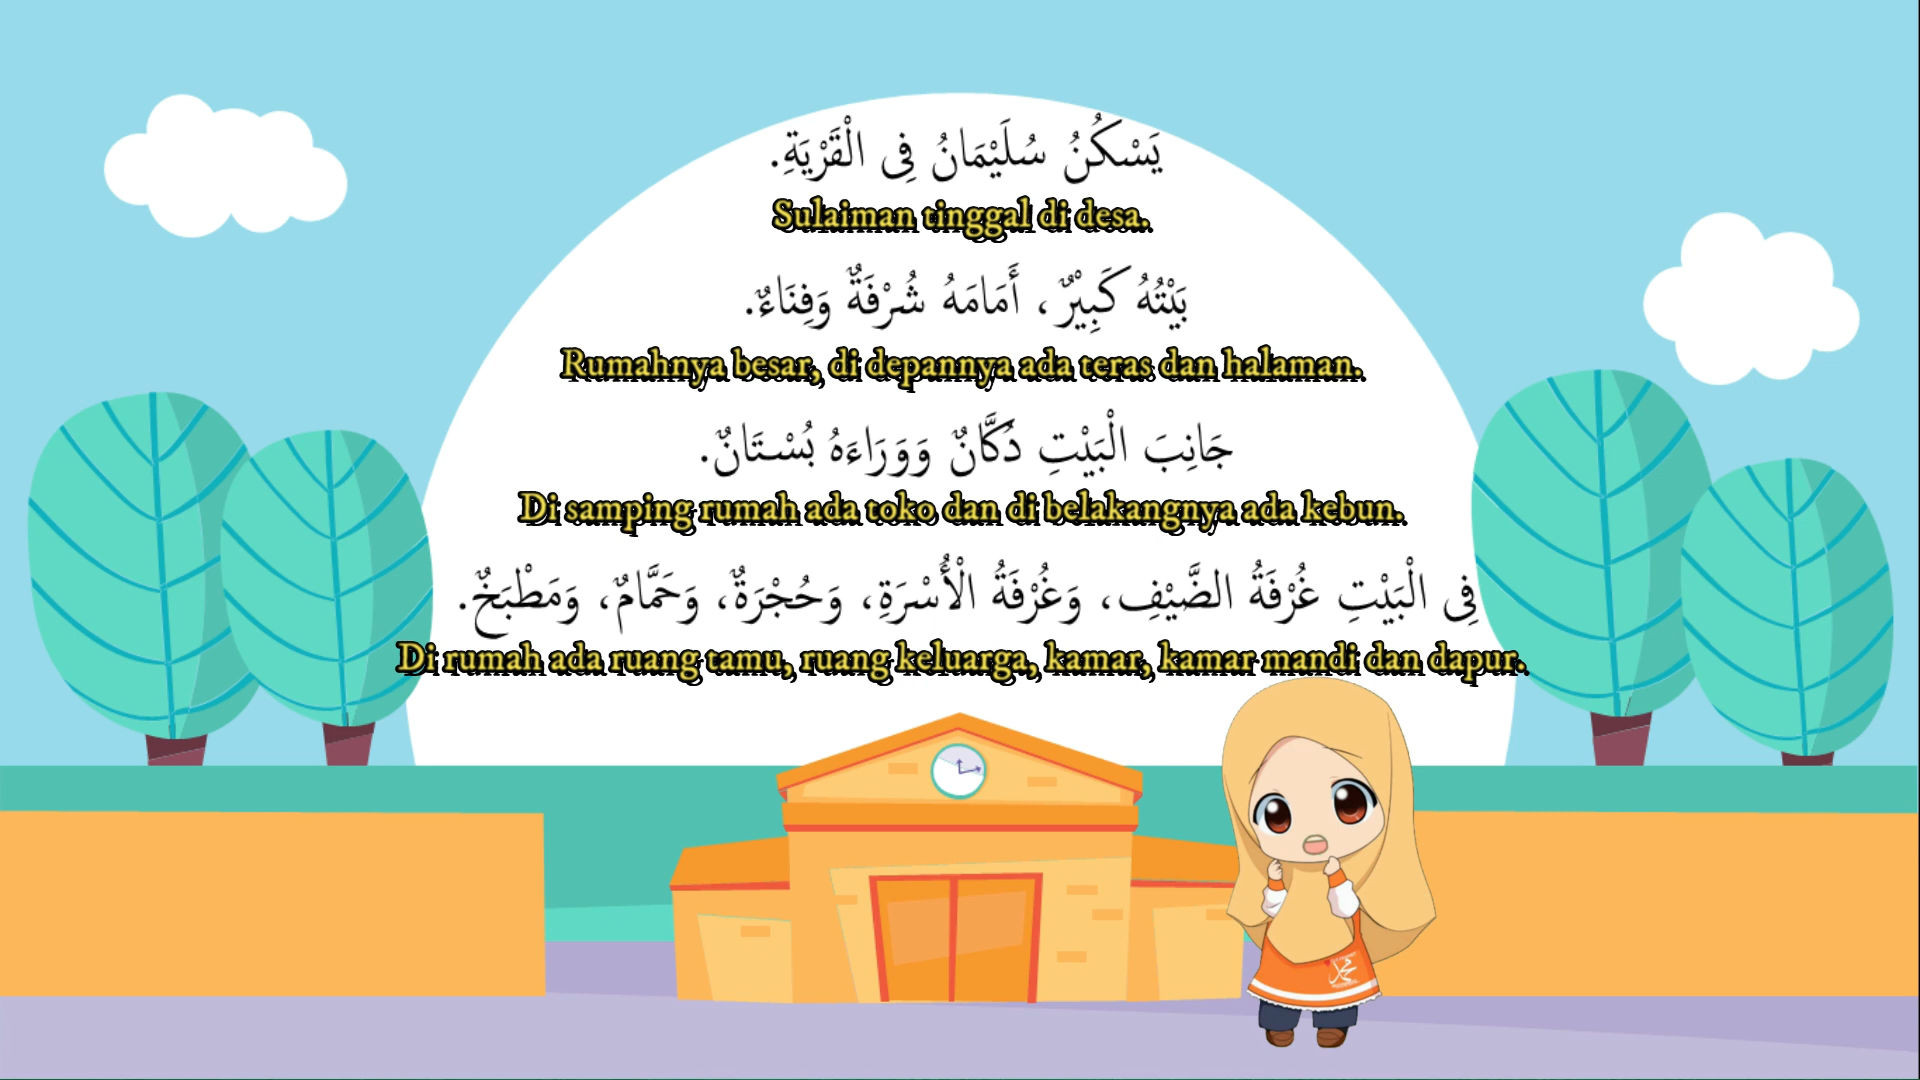 يَسْكُنُ سُلَيْمَانُ فِى الْقَرْيَةِ.
Sulaiman tinggal di desa.
بَيْتُهُ كَبِيْرٌ، أَمَامَهُ شُرْفَةٌ وَفِنَاءٌ.
Rumahnya besar, di depannya ada teras dan halaman.
جَانِبَ الْبَيْتِ دُكَّانٌ وَوَرَاءَهُ بُسْتَانٌ.
Di samping rumah ada toko dan di belakangnya ada kebun.
فِى الْبَيْتِ غُرْفَةُ الضَّيْفِ، وَغُرْفَةُ الْأُسْرَةِ، وَحُجْرَةٌ، وَحَمَّامٌ، وَمَطْبَخٌ.
Di rumah ada ruang tamu, ruang keluarga, kamar, kamar mandi dan dapur.
محمد